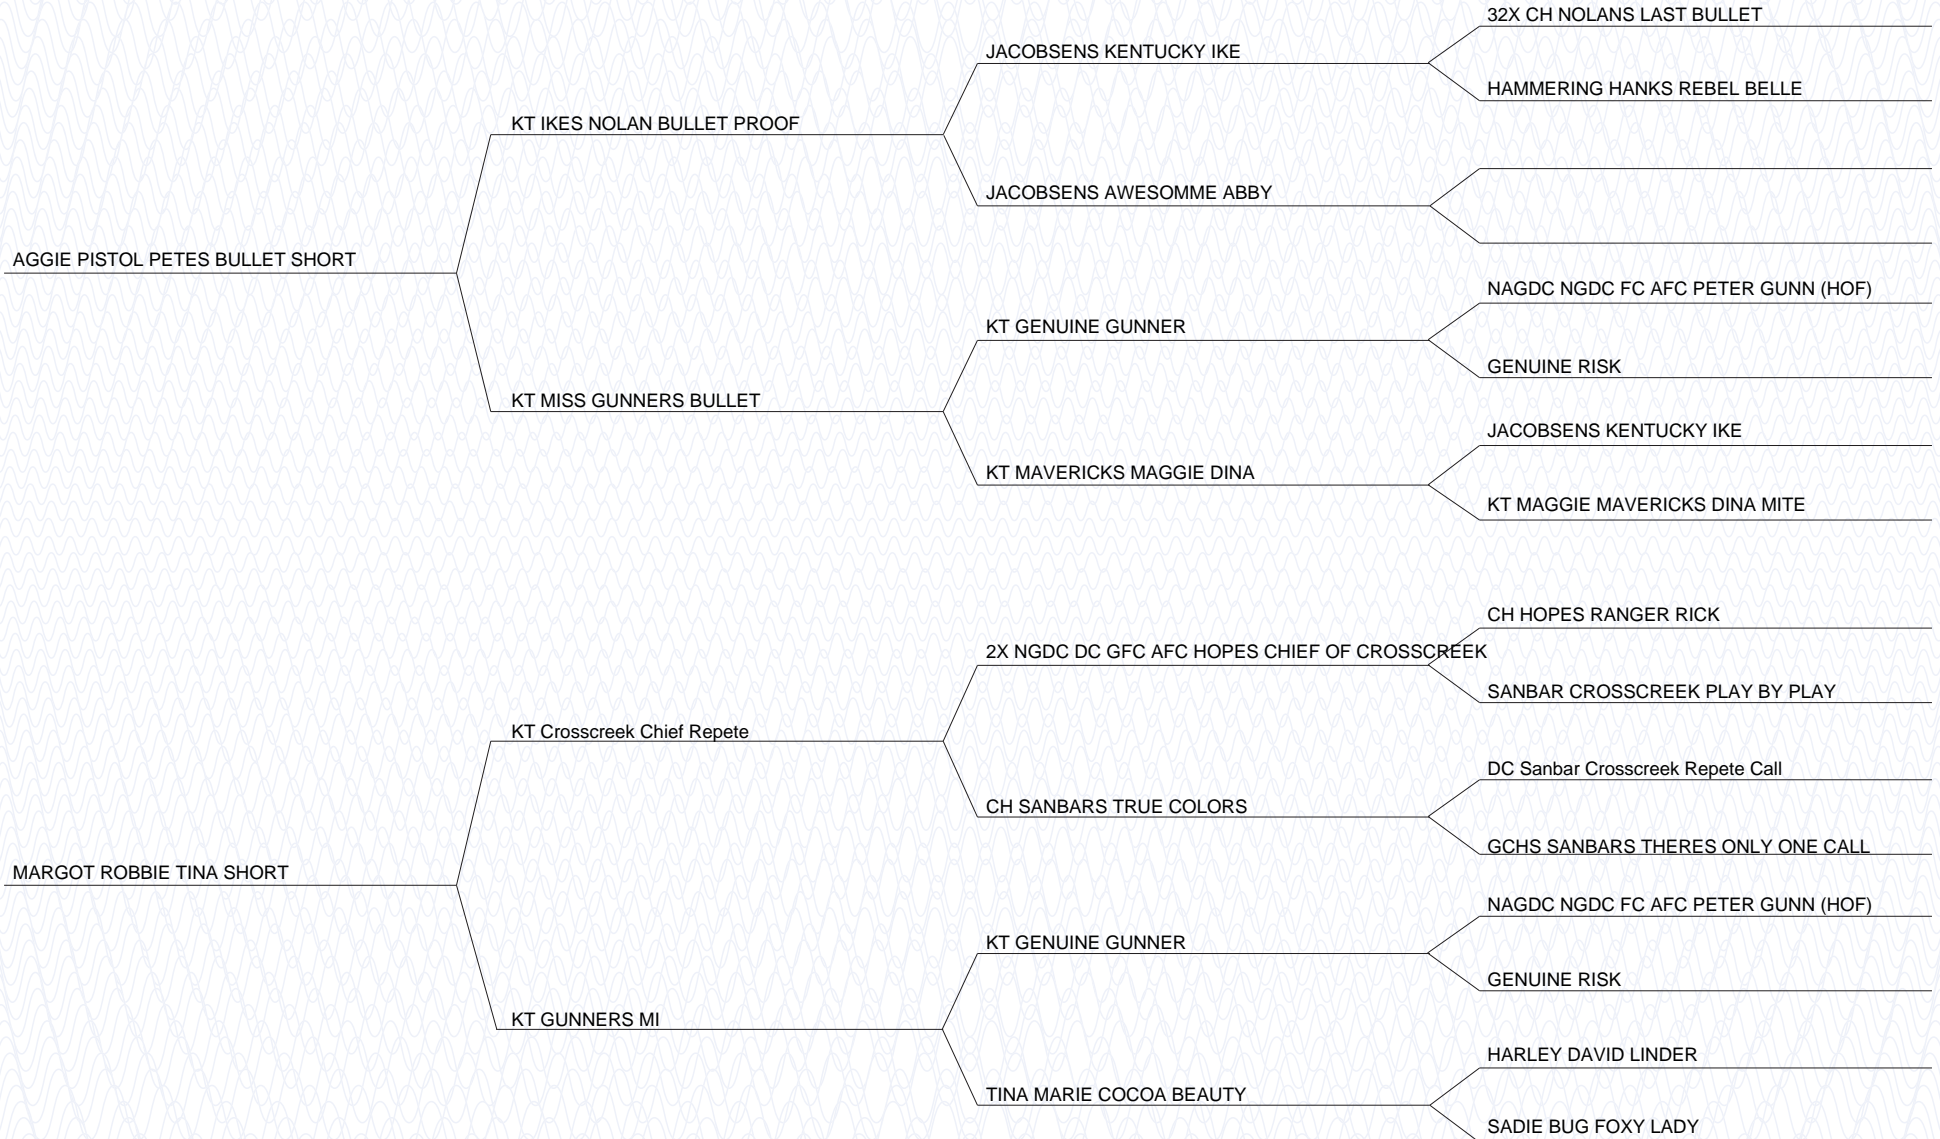 32X CH NOLANS LAST BULLET
JACOBSENS KENTUCKY IKE
HAMMERING HANKS REBEL BELLE
KT IKES NOLAN BULLET PROOF
JACOBSENS AWESOMME ABBY
AGGIE PISTOL PETES BULLET SHORT
NAGDC NGDC FC AFC PETER GUNN (HOF)
KT GENUINE GUNNER
GENUINE RISK
KT MISS GUNNERS BULLET
JACOBSENS KENTUCKY IKE
KT MAVERICKS MAGGIE DINA
KT MAGGIE MAVERICKS DINA MITE
CH HOPES RANGER RICK
2X NGDC DC GFC AFC HOPES CHIEF OF CROSSCREEK
SANBAR CROSSCREEK PLAY BY PLAY
KT Crosscreek Chief Repete
DC Sanbar Crosscreek Repete Call
CH SANBARS TRUE COLORS
GCHS SANBARS THERES ONLY ONE CALL
MARGOT ROBBIE TINA SHORT
NAGDC NGDC FC AFC PETER GUNN (HOF)
KT GENUINE GUNNER
GENUINE RISK
KT GUNNERS MI
HARLEY DAVID LINDER
TINA MARIE COCOA BEAUTY
SADIE BUG FOXY LADY